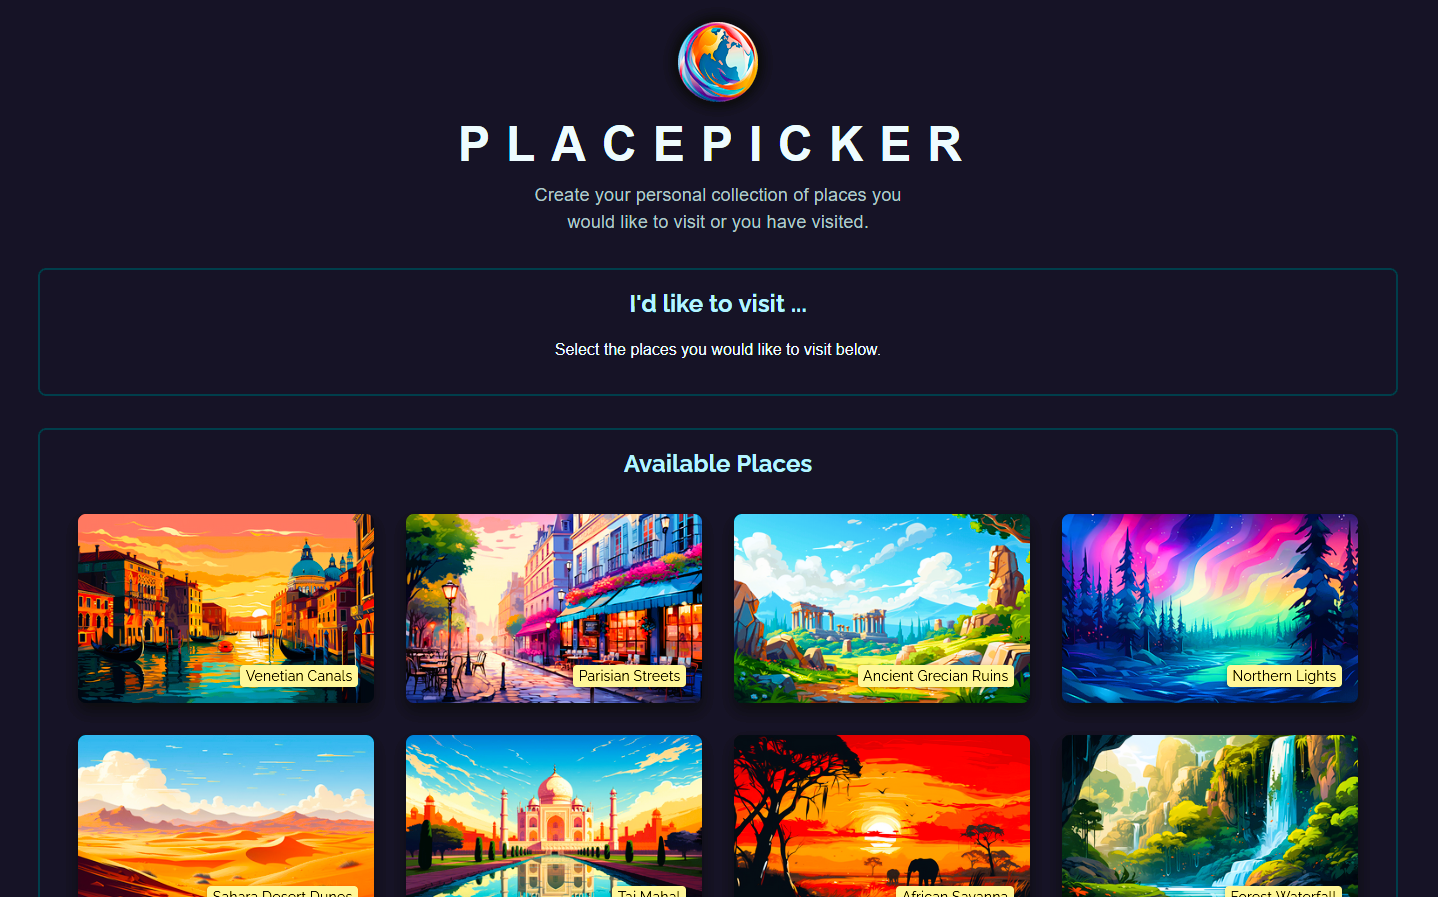 PLACEPICKER
Create your personal collection of places you
would like to visit or you have visited.
I'd like to visit ...
Select the places you would like to visit below.
Available Places
Venetian Canals
Parisian Streets
Ancient Grecian Ruins
Northern Lights
Sahara Desert Dunes
Taj Mahal
African Savanna
Forest Waterfall